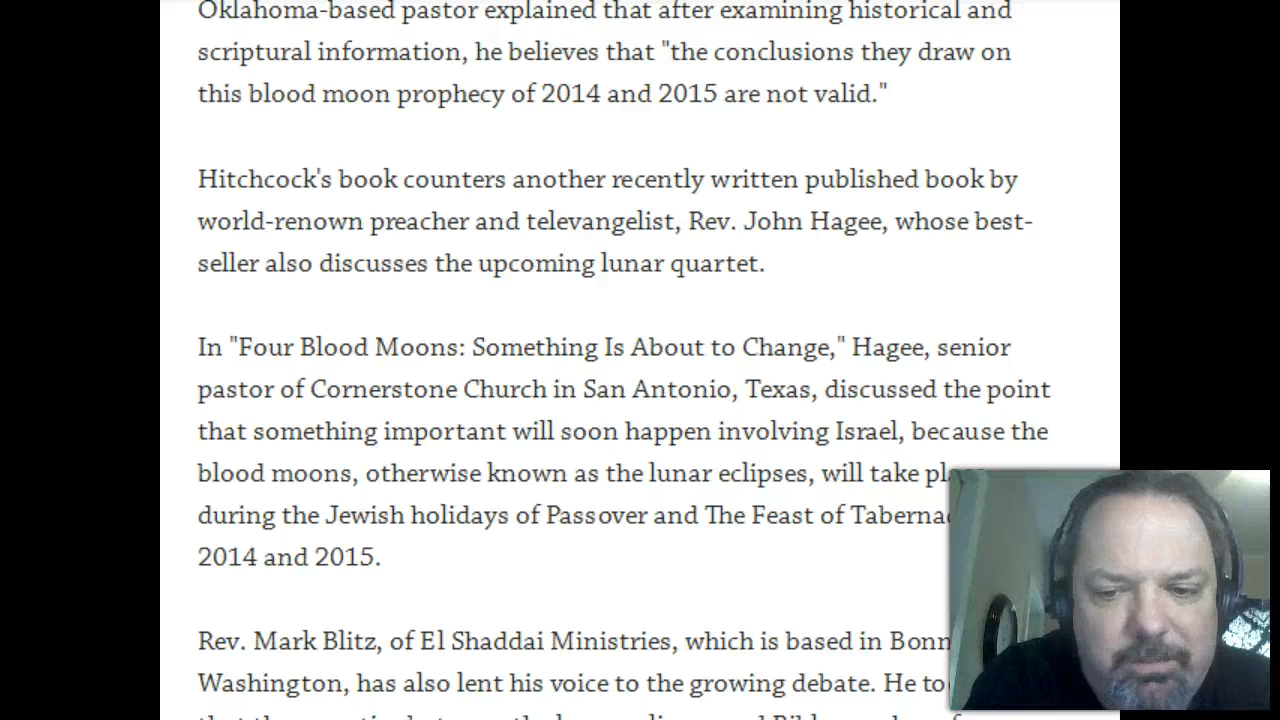 Oklahoma-based pastor explained that after examining historical and
scriptural information, he believes that "the conclusions they draw on
this blood moon prophecy of 2014 and 2015 are not valid."
Hitchcock's book counters another recently written published book by
world-renown preacher and televangelist, Rev. John Hagee, whose best-
seller also discusses the upcoming lunar quartet.
In "Four Blood Moons: Something Is About to Change," Hagee, senior
pastor of Cornerstone Church in San Antonio, Texas, discussed the point
that something important will soon happen involving Israel, because the
blood moons, otherwise known as the lunar eclipses, will take
during the Jewish holidays of Passover and The Feast of
2014 and 2015.
Rev. Mark Blitz, of El Shaddai Ministries, which is based in
Washington, has also lent his voice to the growing debate. He